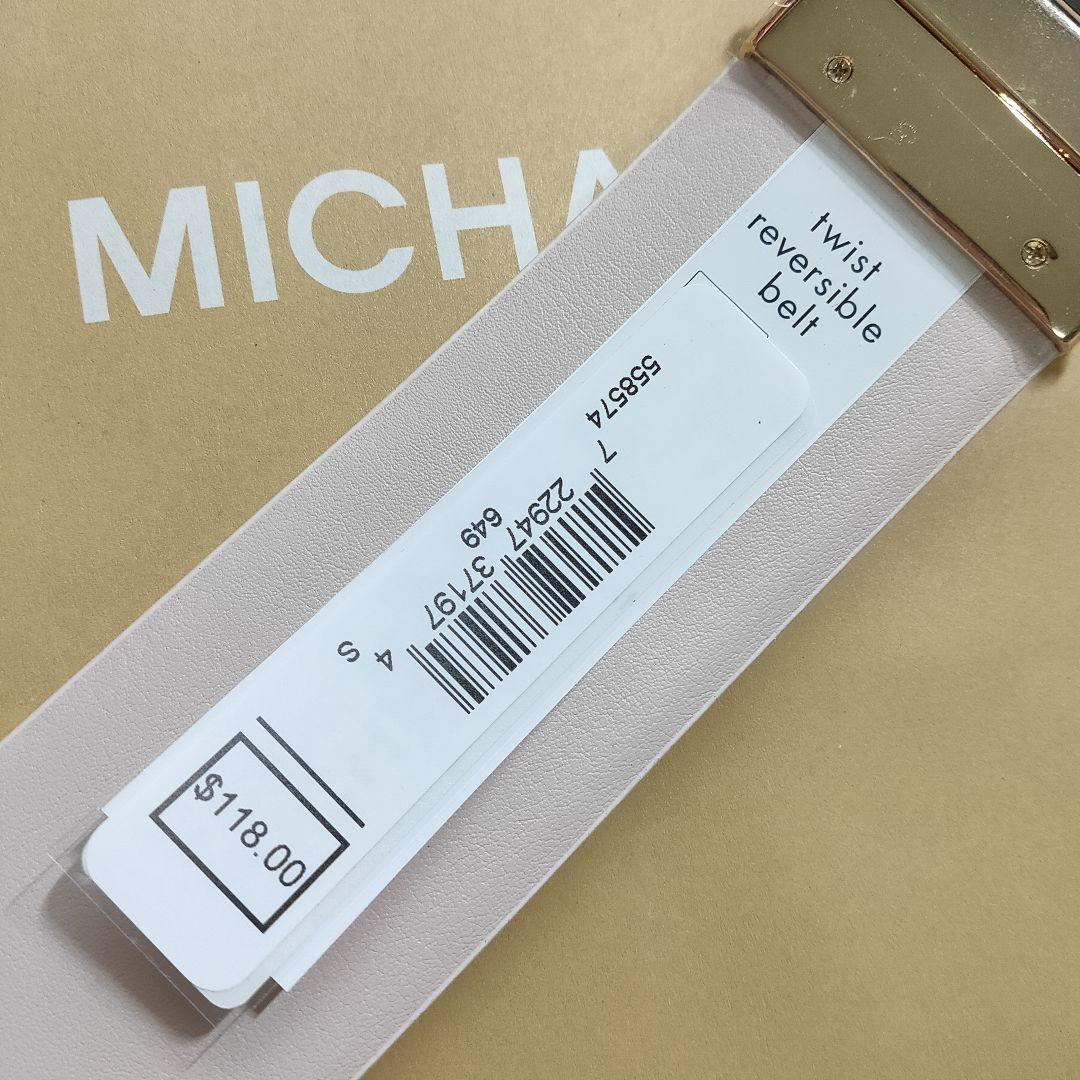 MICHA
twist
reversible
belt
558574
7 22947 37197 4
649
S
$118.00